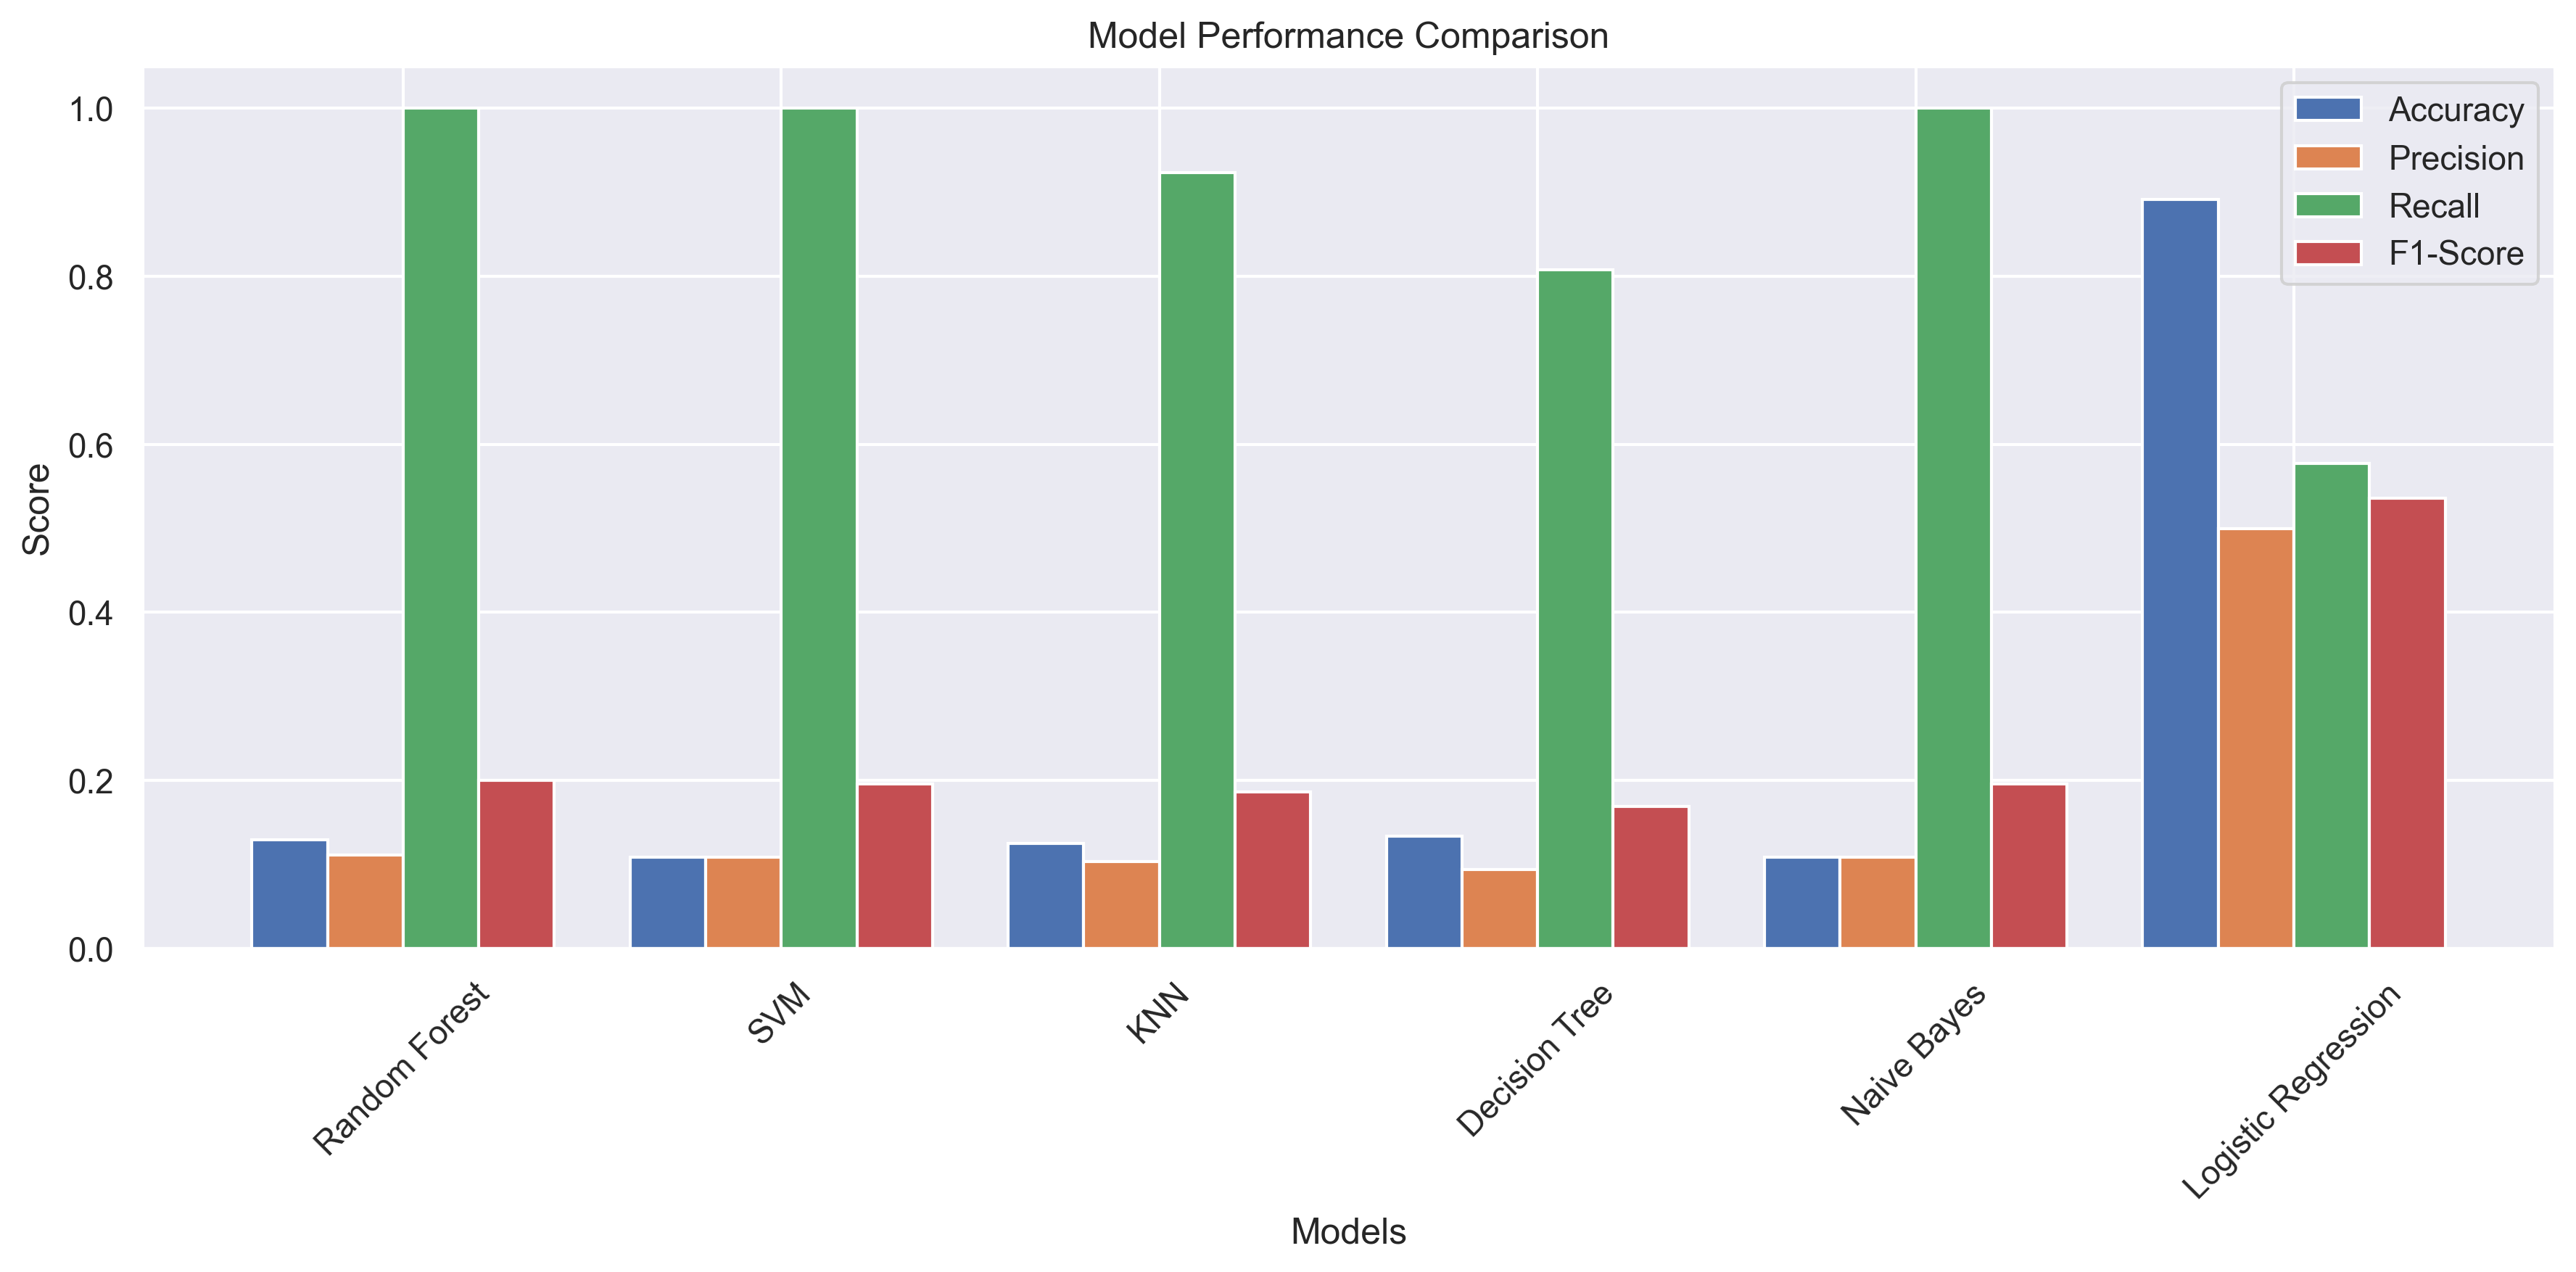 Model Performance Comparison
1.0
0.8
0.6
0.4
0.2
0.0
Score
Accuracy
Precision
Recall
F1-Score
Random Forest
SVM
KNN
Decision Tree
Naive Bayes
Logistic Regression
Models